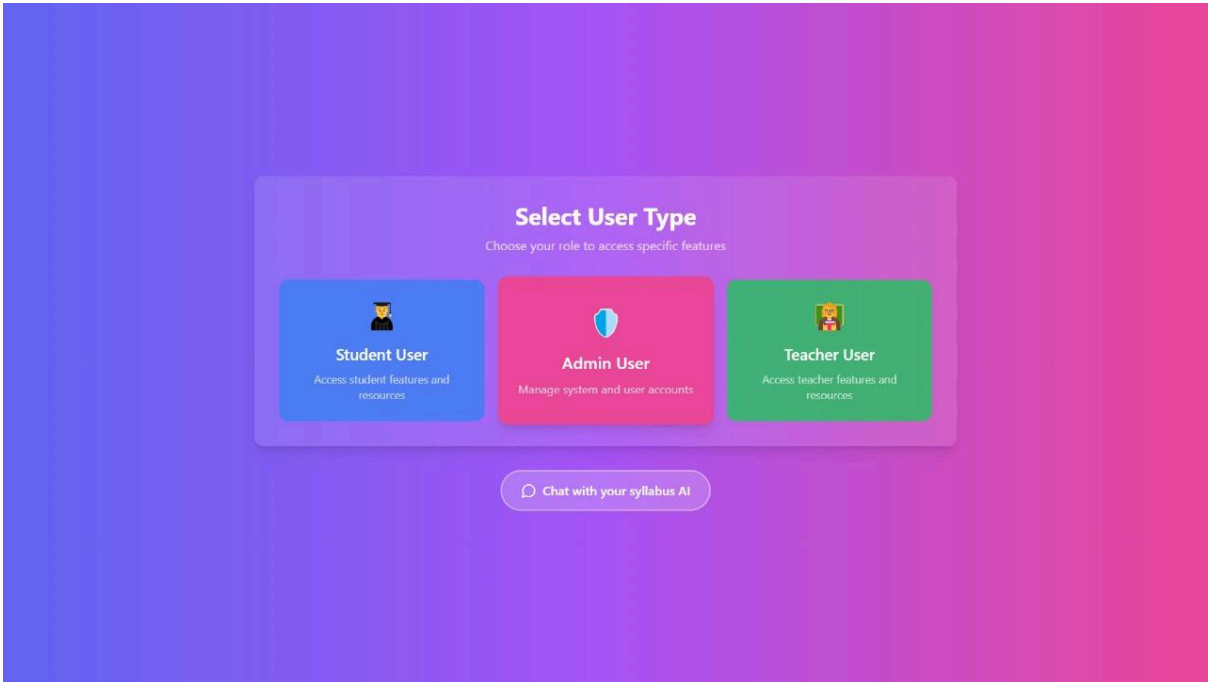 Select User Type
Choose your role to access specific features
Student User
Access student features and
resources
Admin User
Manage system and user accounts
Teacher User
Access teacher features and
resources
Chat with your syllabus AI